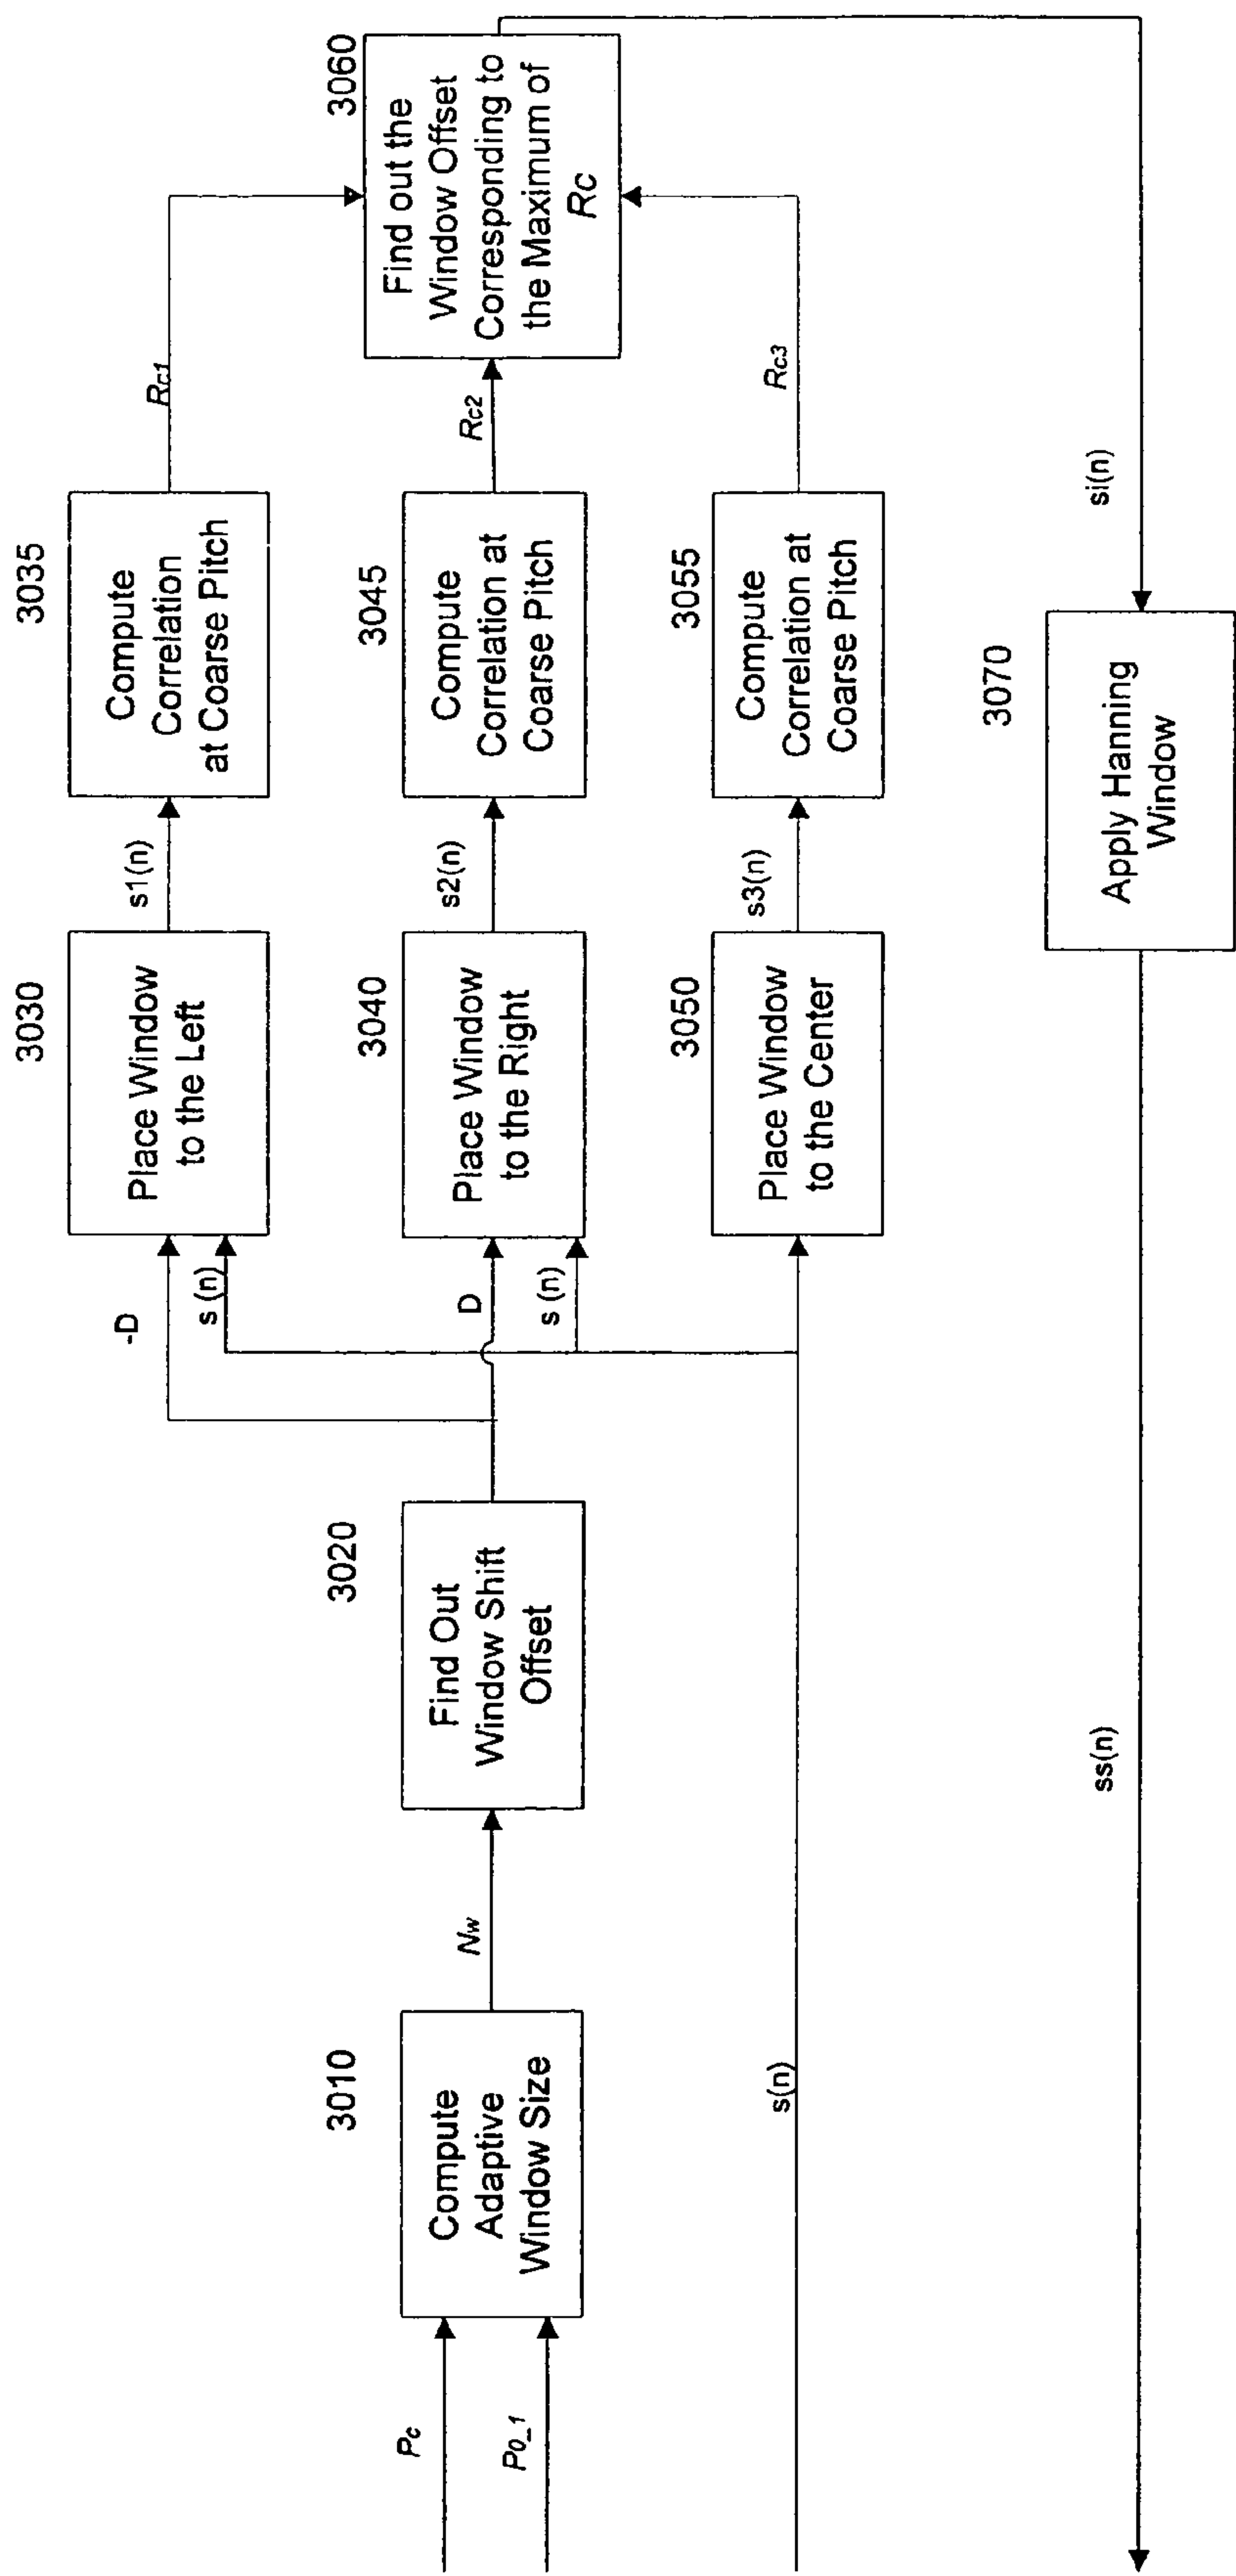 Pc
P0_1
3010
Compute
Adaptive
Window Size
Nw
3020
Find Out
Window Shift
Offset
-D
s (n)
D
s (n)
s(n)
3030
Place Window
to the Left
s1(n)
3035
Compute
Correlation
at Coarse Pitch
Rc1
3040
Place Window
to the Right
s2(n)
3045
Compute
Correlation at
Coarse Pitch
Rc2
3050
Place Window
to the Center
s3(n)
3055
Compute
Correlation at
Coarse Pitch
Rc3
3060
Find out the
Window Offset
Corresponding to
the Maximum of
Rc
si(n)
3070
Apply Hanning
Window
ss(n)